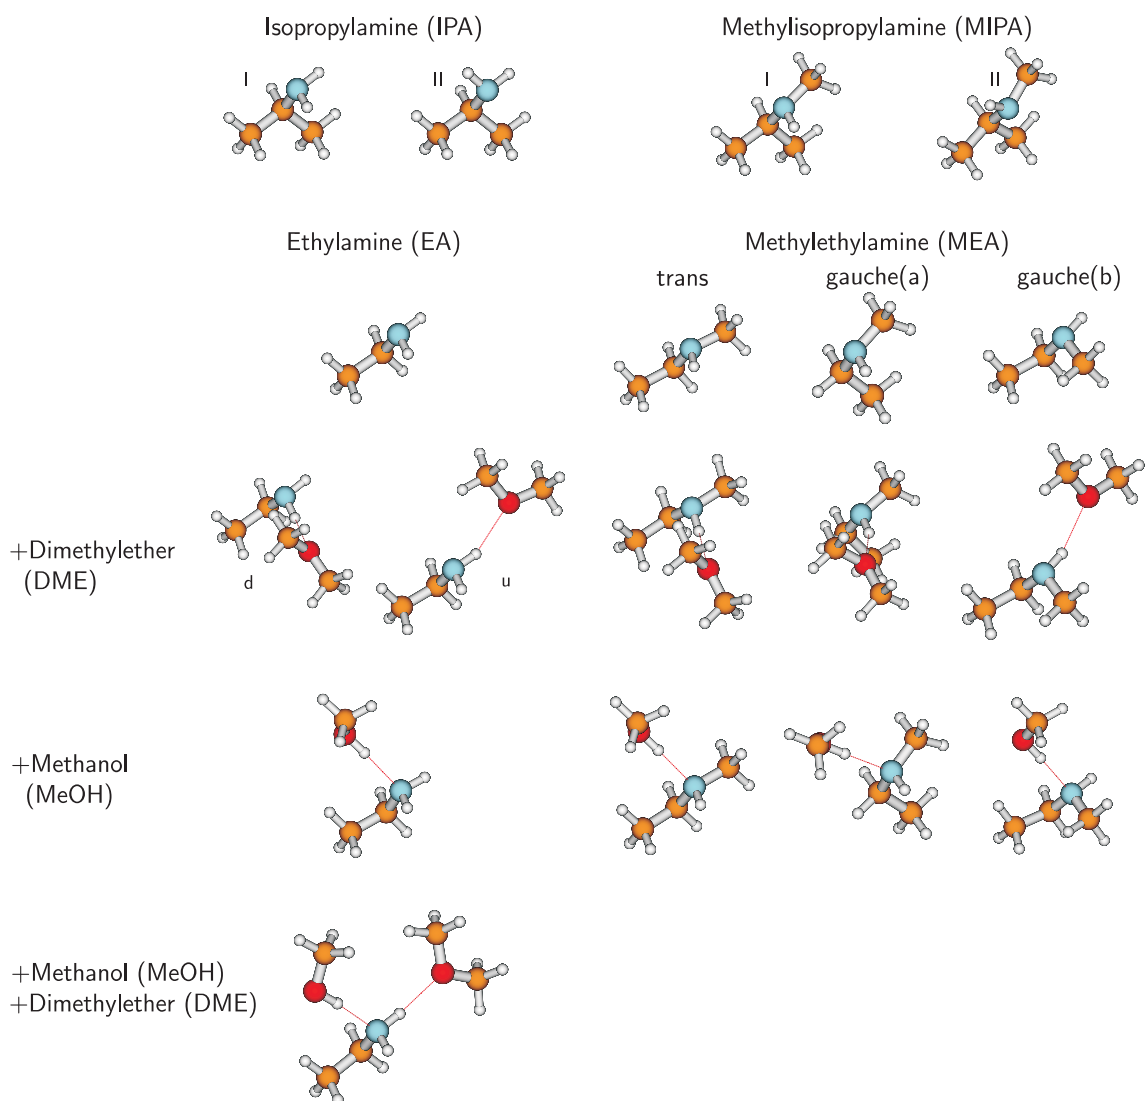 Isopropylamine (IPA)
Methylisopropylamine (MIPA)
I
II
I
II
Ethylamine (EA)
Methylethylamine (MEA)
trans
gauche(a)
gauche(b)
+Dimethylether
(DME)
d
u
+Methanol
(MeOH)
+Methanol (MeOH)
+Dimethylether (DME)